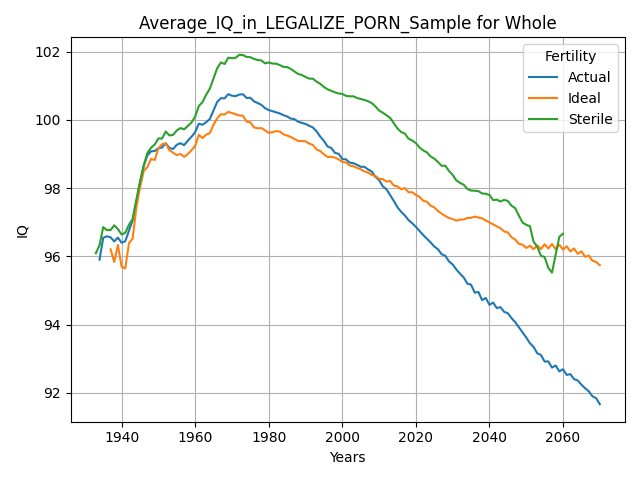 Average_IQ_in_LEGALIZE_PORN_Sample for Whole
Fertility
Actual
Ideal
Sterile
102
100
98
96
94
92
IQ
1940
1960
1980
2000
2020
2040
2060
Years